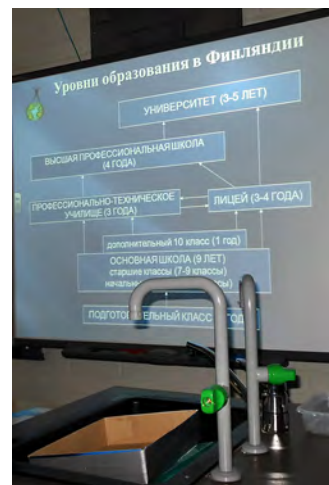 Уровни образования в Финляндии
УНИВЕРСИТЕТ (3-5 ЛЕТ)
ВЫСШАЯ ПРОФЕССИОНАЛЬНАЯ ШКОЛА
(4 ГОДА)
ПРОФЕССИОНАЛЬНО-ТЕХНИЧЕСКОЕ
УЧИЛИЩЕ (3 ГОДА)
ЛИЦЕЙ (3-4 ГОДА)
дополнительный 10 класс (1 год)
ОСНОВНАЯ ШКОЛА (9 ЛЕТ)
старшие классы (7-9 классы)
КЛАСС